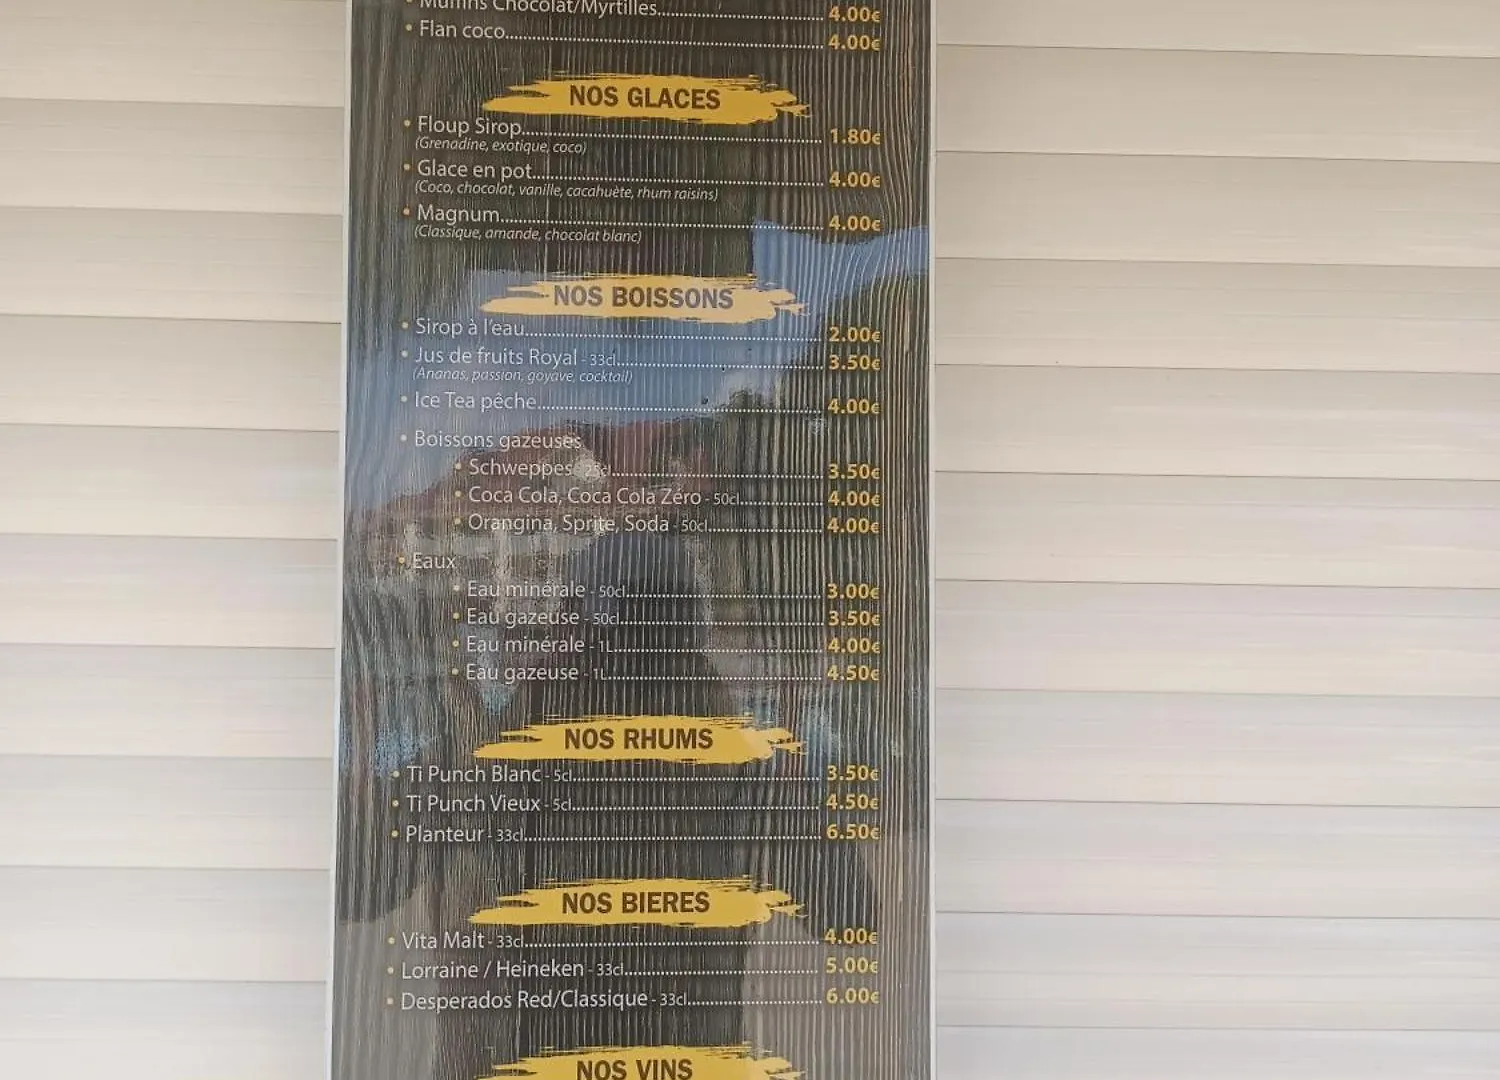 • Muffins Chocolat/Myrtilles 4.00€
• Flan coco 4.00€
NOS GLACES
• Floup Sirop 1.80€
(Grenadine, exotique, coco)
• Glace en pot 4.00€
(Coco, chocolat, vanille, cacahuète, rhum raisins)
• Magnum 4.00€
(Classique, amande, chocolat blanc)
NOS BOISSONS
• Sirop à l'eau 2.00€
• Jus de fruits Royal - 33cl 3.50€
(Ananas, passion, goyave, cocktail)
• Ice Tea pêche 4.00€
• Boissons gazeuses
• Schweppes - 25cl 3.50€
• Coca Cola, Coca Cola Zéro - 50cl 4.00€
• Orangina, Sprite, Soda - 50cl 4.00€
• Eaux
• Eau minérale - 50cl 3.00€
• Eau gazeuse - 50cl 3.50€
• Eau minérale - 1L 4.00€
• Eau gazeuse - 1L 4.50€
NOS RHUMS
• Ti Punch Blanc - 5cl 3.50€
• Ti Punch Vieux - 5cl 4.50€
• Planteur - 33cl 6.50€
NOS BIERES
• Vita Malt - 33cl 4.00€
• Lorraine / Heineken - 33cl 5.00€
• Desperados Red/Classique - 33cl 6.00€
NOS VINS